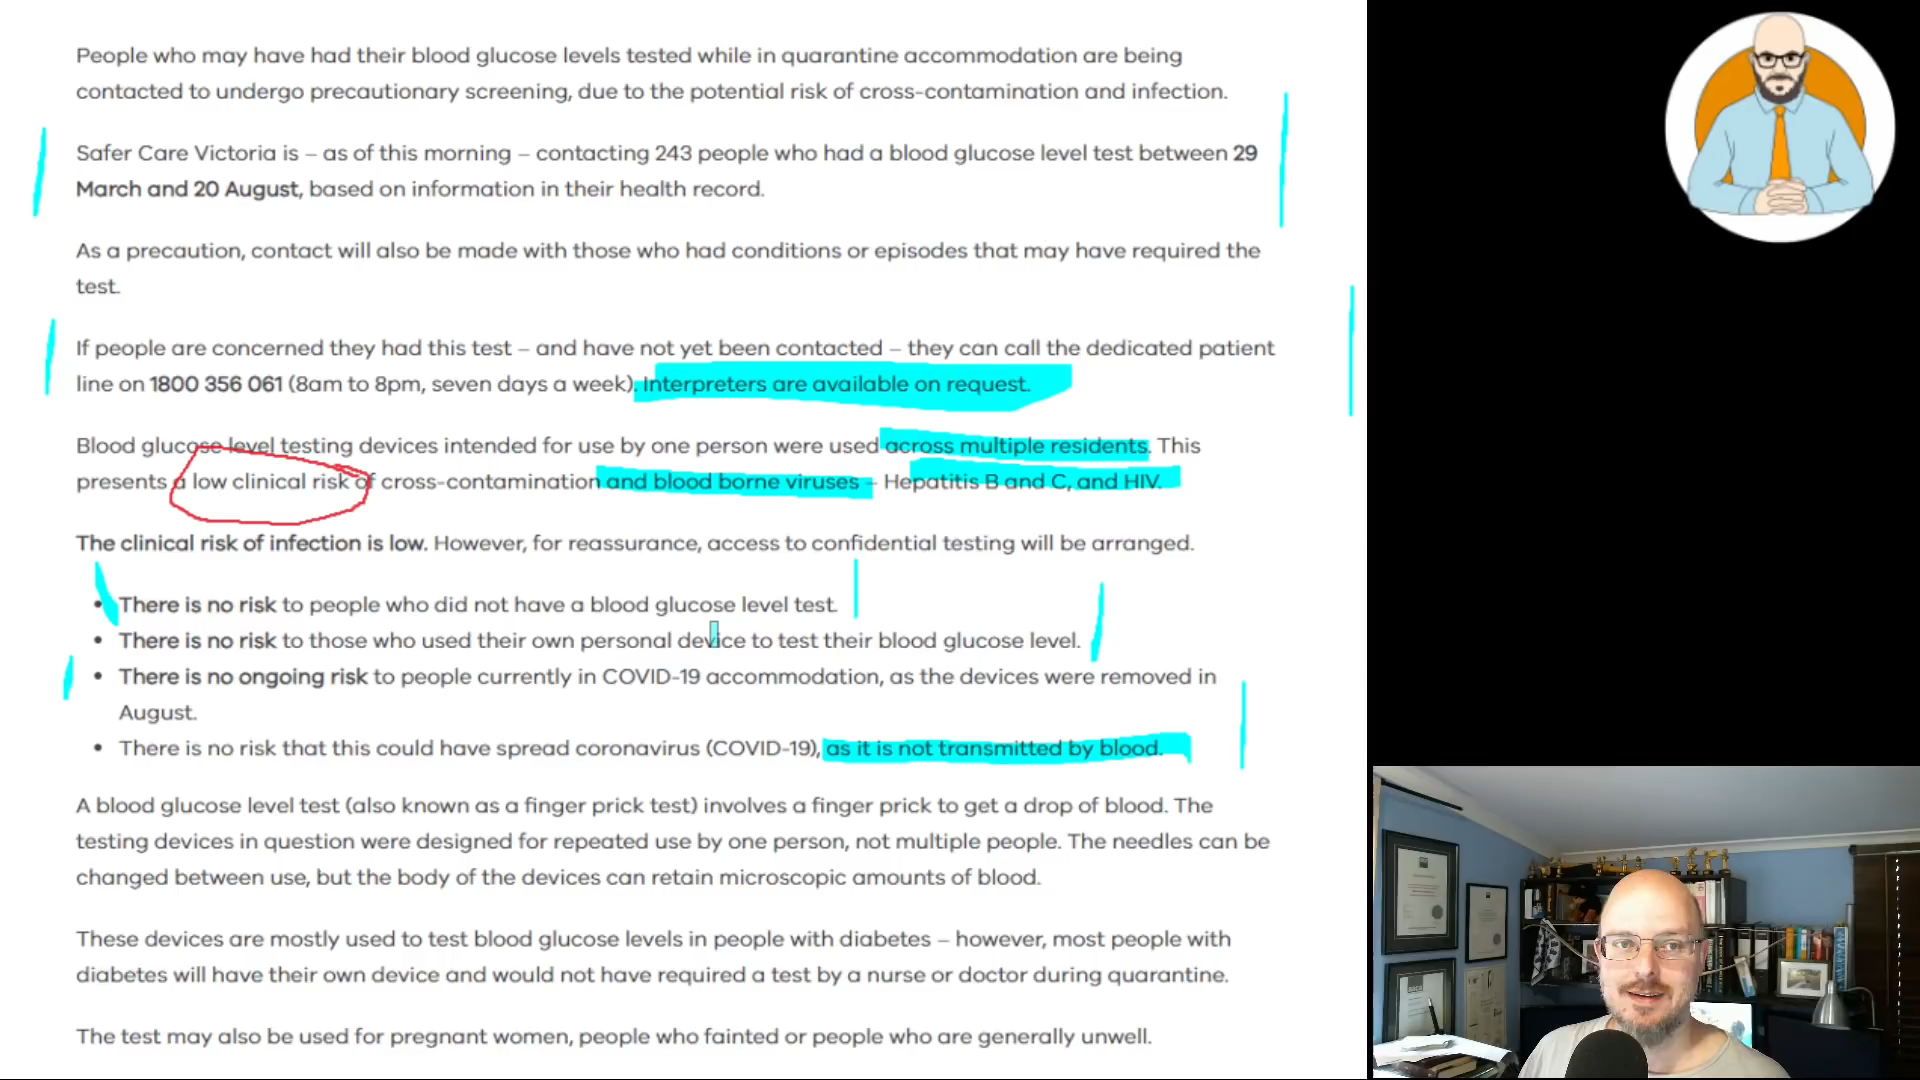 People who may have had their blood glucose levels tested while in quarantine accommodation are being
contacted to undergo precautionary screening, due to the potential risk of cross-contamination and infection.
Safer Care Victoria is – as of this morning – contacting 243 people who had a blood glucose level test between 29
March and 20 August, based on information in their health record.
As a precaution, contact will also be made with those who had conditions or episodes that may have required the
test.
If people are concerned they had this test – and have not yet been contacted – they can call the dedicated patient
line on 1800 356 061 (8am to 8pm, seven days a week). Interpreters are available on request.
Blood glucose level testing devices intended for use by one person were used across multiple residents. This
presents a low clinical risk of cross-contamination and blood borne viruses – Hepatitis B and C, and HIV.
The clinical risk of infection is low. However, for reassurance, access to confidential testing will be arranged.
• There is no risk to people who did not have a blood glucose level test.
• There is no risk to those who used their own personal device to test their blood glucose level.
• There is no ongoing risk to people currently in COVID-19 accommodation, as the devices were removed in
August.
• There is no risk that this could have spread coronavirus (COVID-19), as it is not transmitted by blood.
A blood glucose level test (also known as a finger prick test) involves a finger prick to get a drop of blood. The
testing devices in question were designed for repeated use by one person, not multiple people. The needles can be
changed between use, but the body of the devices can retain microscopic amounts of blood.
These devices are mostly used to test blood glucose levels in people with diabetes – however, most people with
diabetes will have their own device and would not have required a test by a nurse or doctor during quarantine.
The test may also be used for pregnant women, people who fainted or people who are generally unwell.